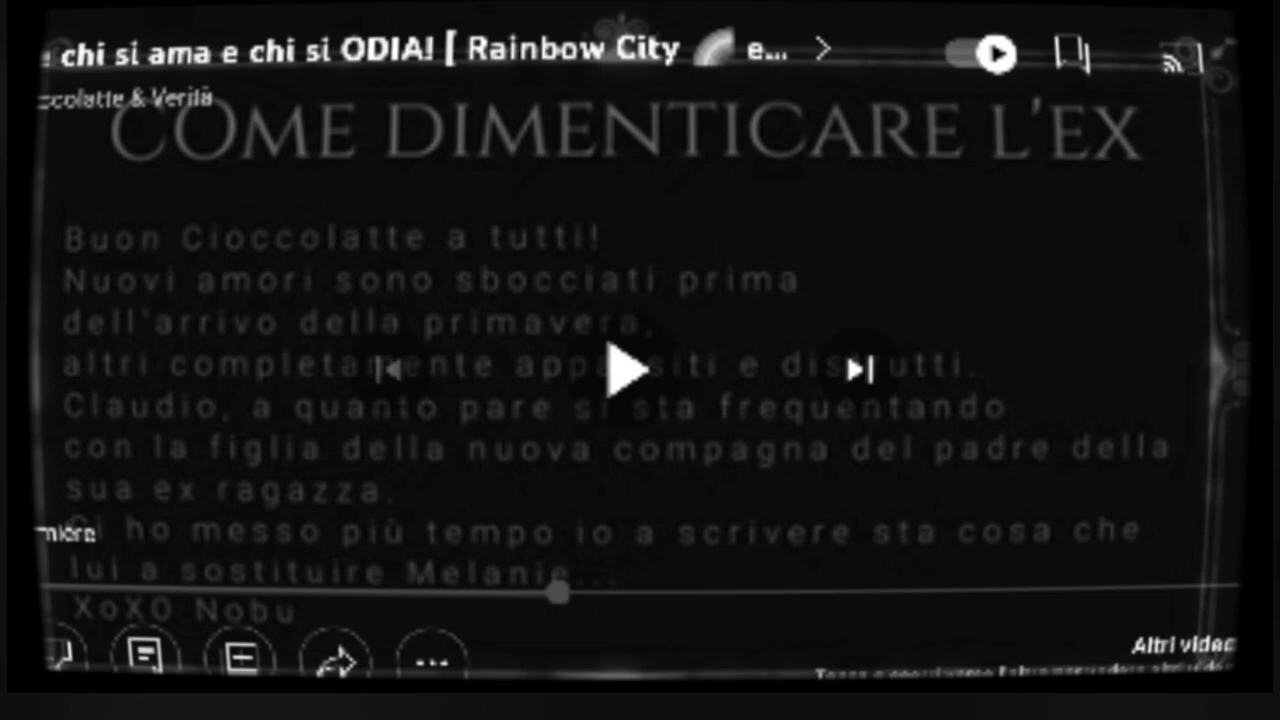 chi si ama e chi si ODIA! [ Rainbow City 🌈 e...
ccolatte & Verità
COME DIMENTICARE L'EX
Buon Cioccolatte a tutti!
Nuovi amori sono sbocciati prima
dell'arrivo della primavera,
altri completamente appassiti e distrutti.
Claudio, a quanto pare si sta frequentando
con la figlia della nuova compagna del padre della
sua ex ragazza.
Ci ho messo più tempo io a scrivere sta cosa che
lui a sostituire Melanie...
XoXO Nobu
Altri video